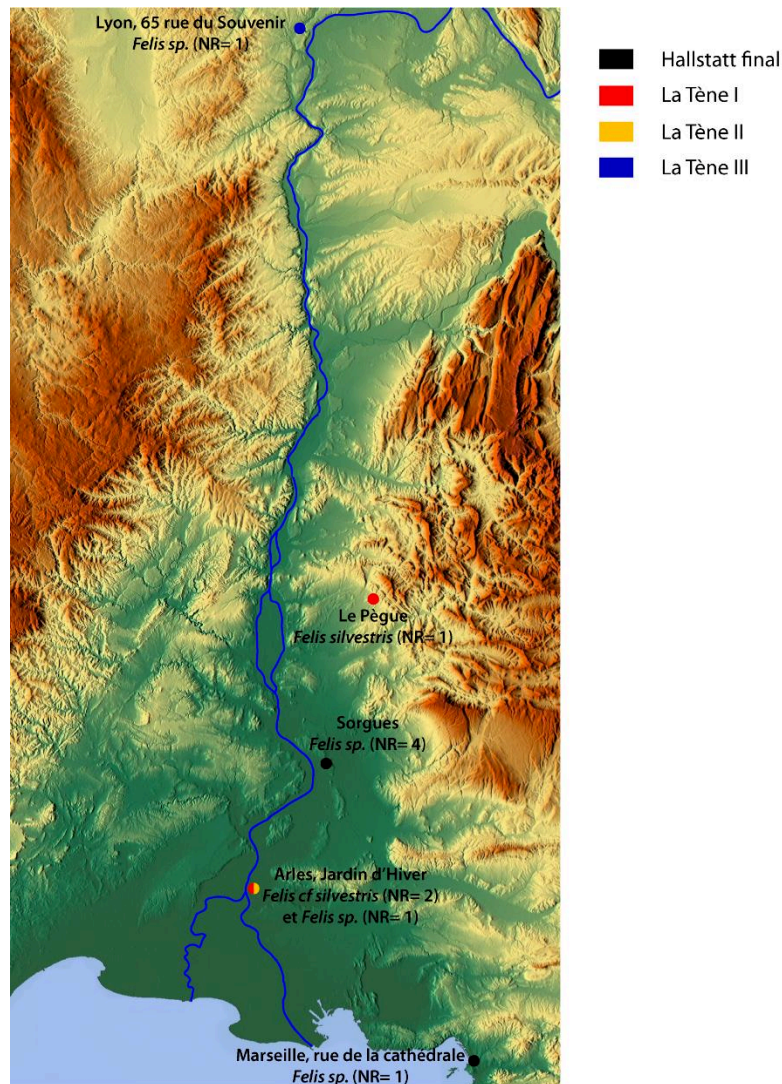 Lyon, 65 rue du Souvenir
Felis sp. (NR= 1)
Hallstatt final
La Tène I
La Tène II
La Tène III
Le Pègue
Felis silvestris (NR= 1)
Sorgues
Felis sp. (NR= 4)
Arles, Jardin d'Hiver
Felis cf silvestris (NR= 2)
et Felis sp. (NR= 1)
Marseille, rue de la cathédrale
Felis sp. (NR= 1)